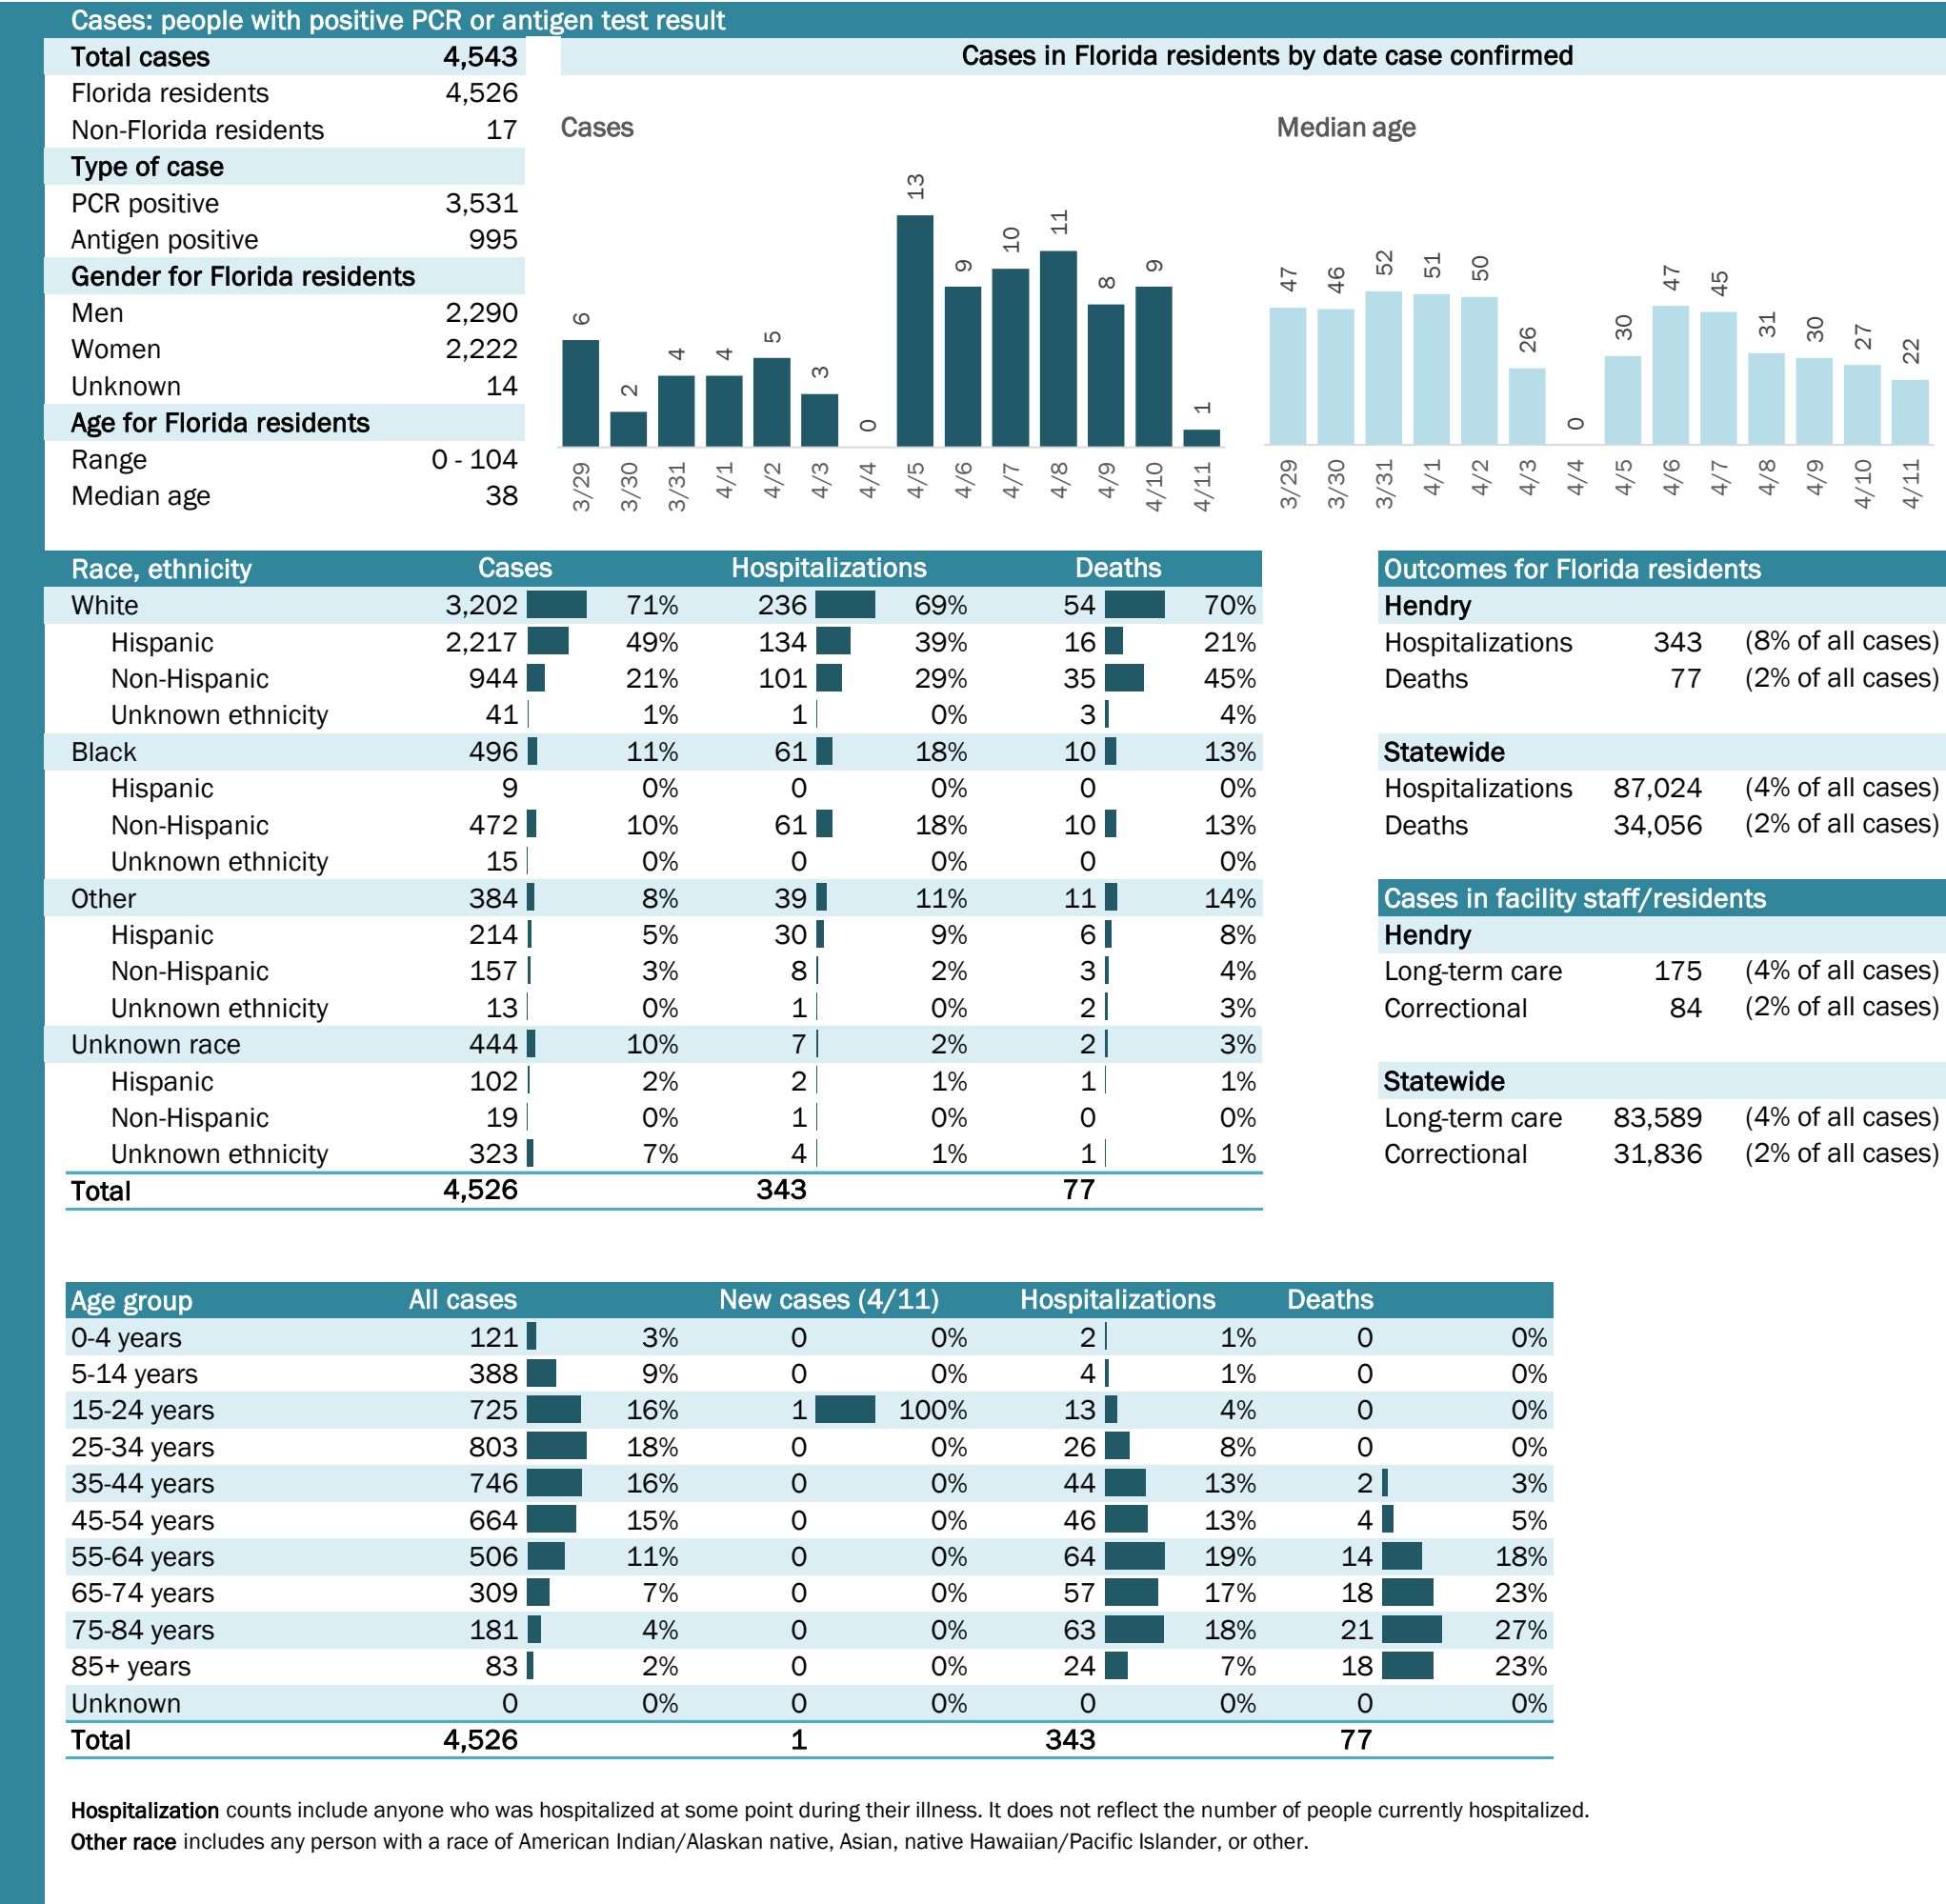 Cases: people with positive PCR or antigen test result
Total cases 4,543
Florida residents 4,526
Non-Florida residents 17
Type of case
PCR positive 3,531
Antigen positive 995
Gender for Florida residents
Men 2,290
Women 2,222
Unknown 14
Age for Florida residents
Range 0 - 104
Median age 38
Cases in Florida residents by date case confirmed
Cases
6 2 4 4 5 3 0 13 9 10 11 8 9 1
3/29 3/30 3/31 4/1 4/2 4/3 4/4 4/5 4/6 4/7 4/8 4/9 4/10 4/11
Median age
47 46 52 51 50 26 0 30 47 45 31 30 27 22
3/29 3/30 3/31 4/1 4/2 4/3 4/4 4/5 4/6 4/7 4/8 4/9 4/10 4/11
Race, ethnicity Cases Hospitalizations Deaths
White 3,202 71% 236 69% 54 70%
Hispanic 2,217 49% 134 39% 16 21%
Non-Hispanic 944 21% 101 29% 35 45%
Unknown ethnicity 41 1% 1 0% 3 4%
Black 496 11% 61 18% 10 13%
Hispanic 9 0% 0 0% 0 0%
Non-Hispanic 472 10% 61 18% 10 13%
Unknown ethnicity 15 0% 0 0% 0 0%
Other 384 8% 39 11% 11 14%
Hispanic 214 5% 30 9% 6 8%
Non-Hispanic 157 3% 8 2% 3 4%
Unknown ethnicity 13 0% 1 0% 2 3%
Unknown race 444 10% 7 2% 2 3%
Hispanic 102 2% 2 1% 1 1%
Non-Hispanic 19 0% 1 0% 0 0%
Unknown ethnicity 323 7% 4 1% 1 1%
Total 4,526 343 77
Outcomes for Florida residents
Hendry
Hospitalizations 343 (8% of all cases)
Deaths 77 (2% of all cases)
Statewide
Hospitalizations 87,024 (4% of all cases)
Deaths 34,056 (2% of all cases)
Cases in facility staff/residents
Hendry
Long-term care 175 (4% of all cases)
Correctional 84 (2% of all cases)
Statewide
Long-term care 83,589 (4% of all cases)
Correctional 31,836 (2% of all cases)
Age group All cases New cases (4/11) Hospitalizations Deaths
0-4 years 121 3% 0 0% 2 1% 0 0%
5-14 years 388 9% 0 0% 4 1% 0 0%
15-24 years 725 16% 1 100% 13 4% 0 0%
25-34 years 803 18% 0 0% 26 8% 0 0%
35-44 years 746 16% 0 0% 44 13% 2 3%
45-54 years 664 15% 0 0% 46 13% 4 5%
55-64 years 506 11% 0 0% 64 19% 14 18%
65-74 years 309 7% 0 0% 57 17% 18 23%
75-84 years 181 4% 0 0% 63 18% 21 27%
85+ years 83 2% 0 0% 24 7% 18 23%
Unknown 0 0% 0 0% 0 0% 0 0%
Total 4,526 1 343 77
Hospitalization counts include anyone who was hospitalized at some point during their illness. It does not reflect the number of people currently hospitalized.
Other race includes any person with a race of American Indian/Alaskan native, Asian, native Hawaiian/Pacific Islander, or other.